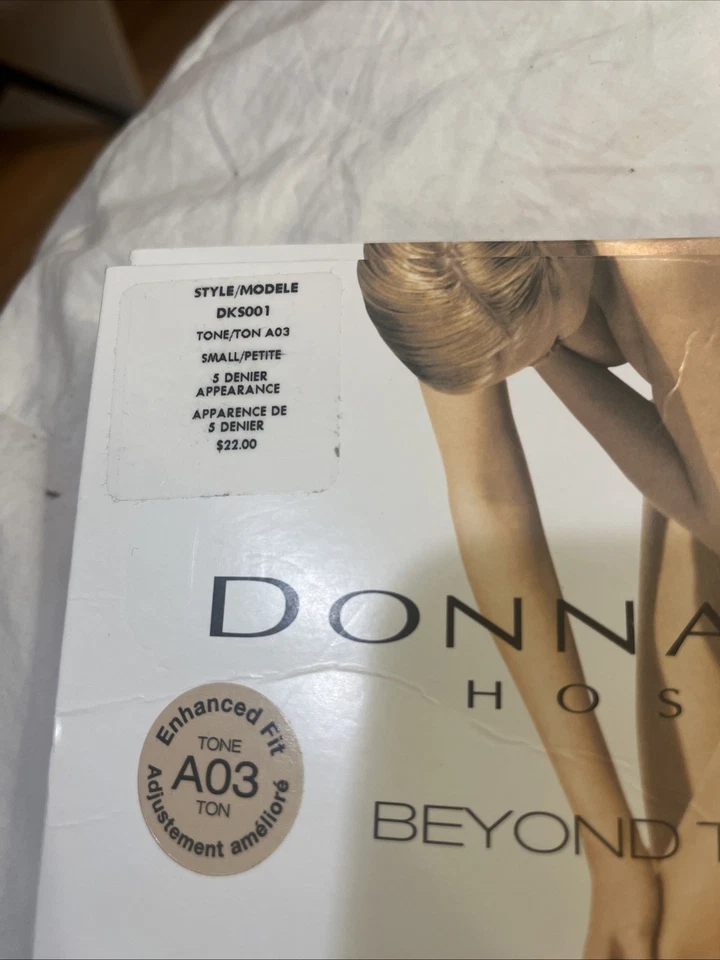 STYLE/MODELE
DKS001
TONE/TON A03
SMALL/PETITE
5 DENIER
APPEARANCE
APPARENCE DE
5 DENIER
$22.00
DONNA
HOS
Enhanced Fit
TONE
A03
TON
Adjustement amélioré
BEYOND T